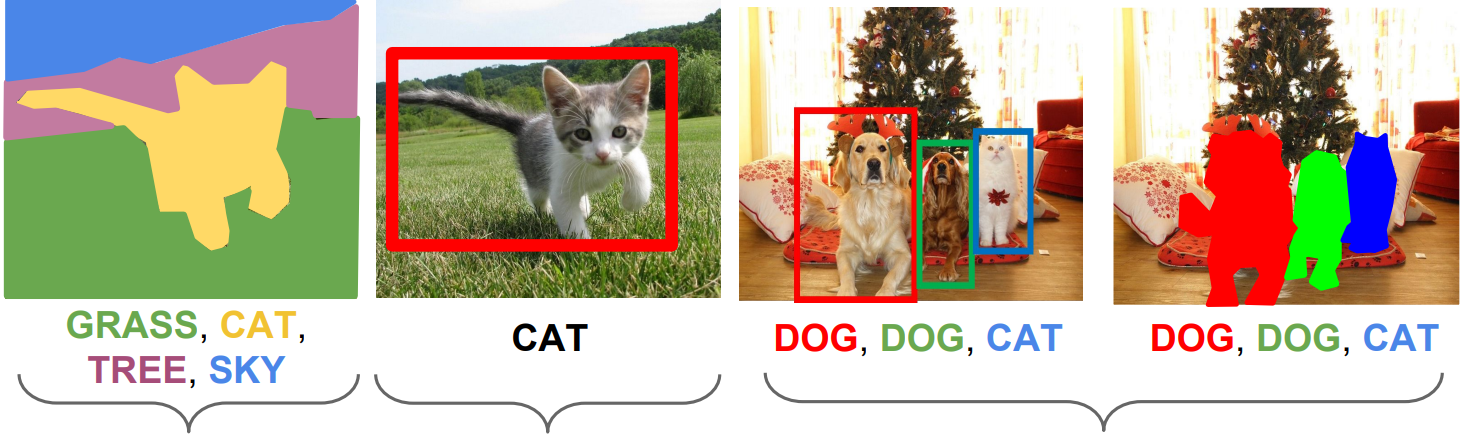 GRASS, CAT,
TREE, SKY
CAT
DOG, DOG, CAT
DOG, DOG, CAT